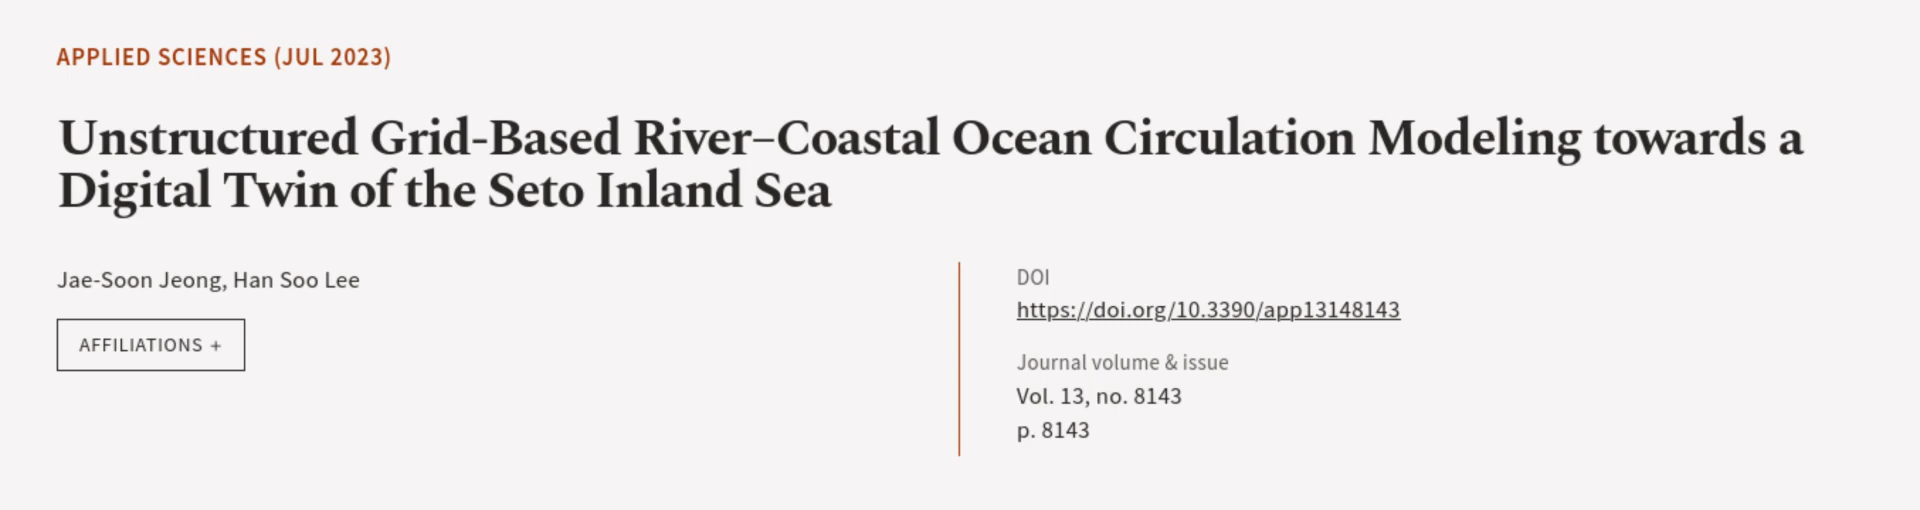 APPLIED SCIENCES (JUL 2023)
Unstructured Grid-Based River–Coastal Ocean Circulation Modeling towards a
Digital Twin of the Seto Inland Sea
Jae-Soon Jeong, Han Soo Lee
AFFILIATIONS +
DOI
https://doi.org/10.3390/app13148143
Journal volume & issue
Vol. 13, no. 8143
p. 8143